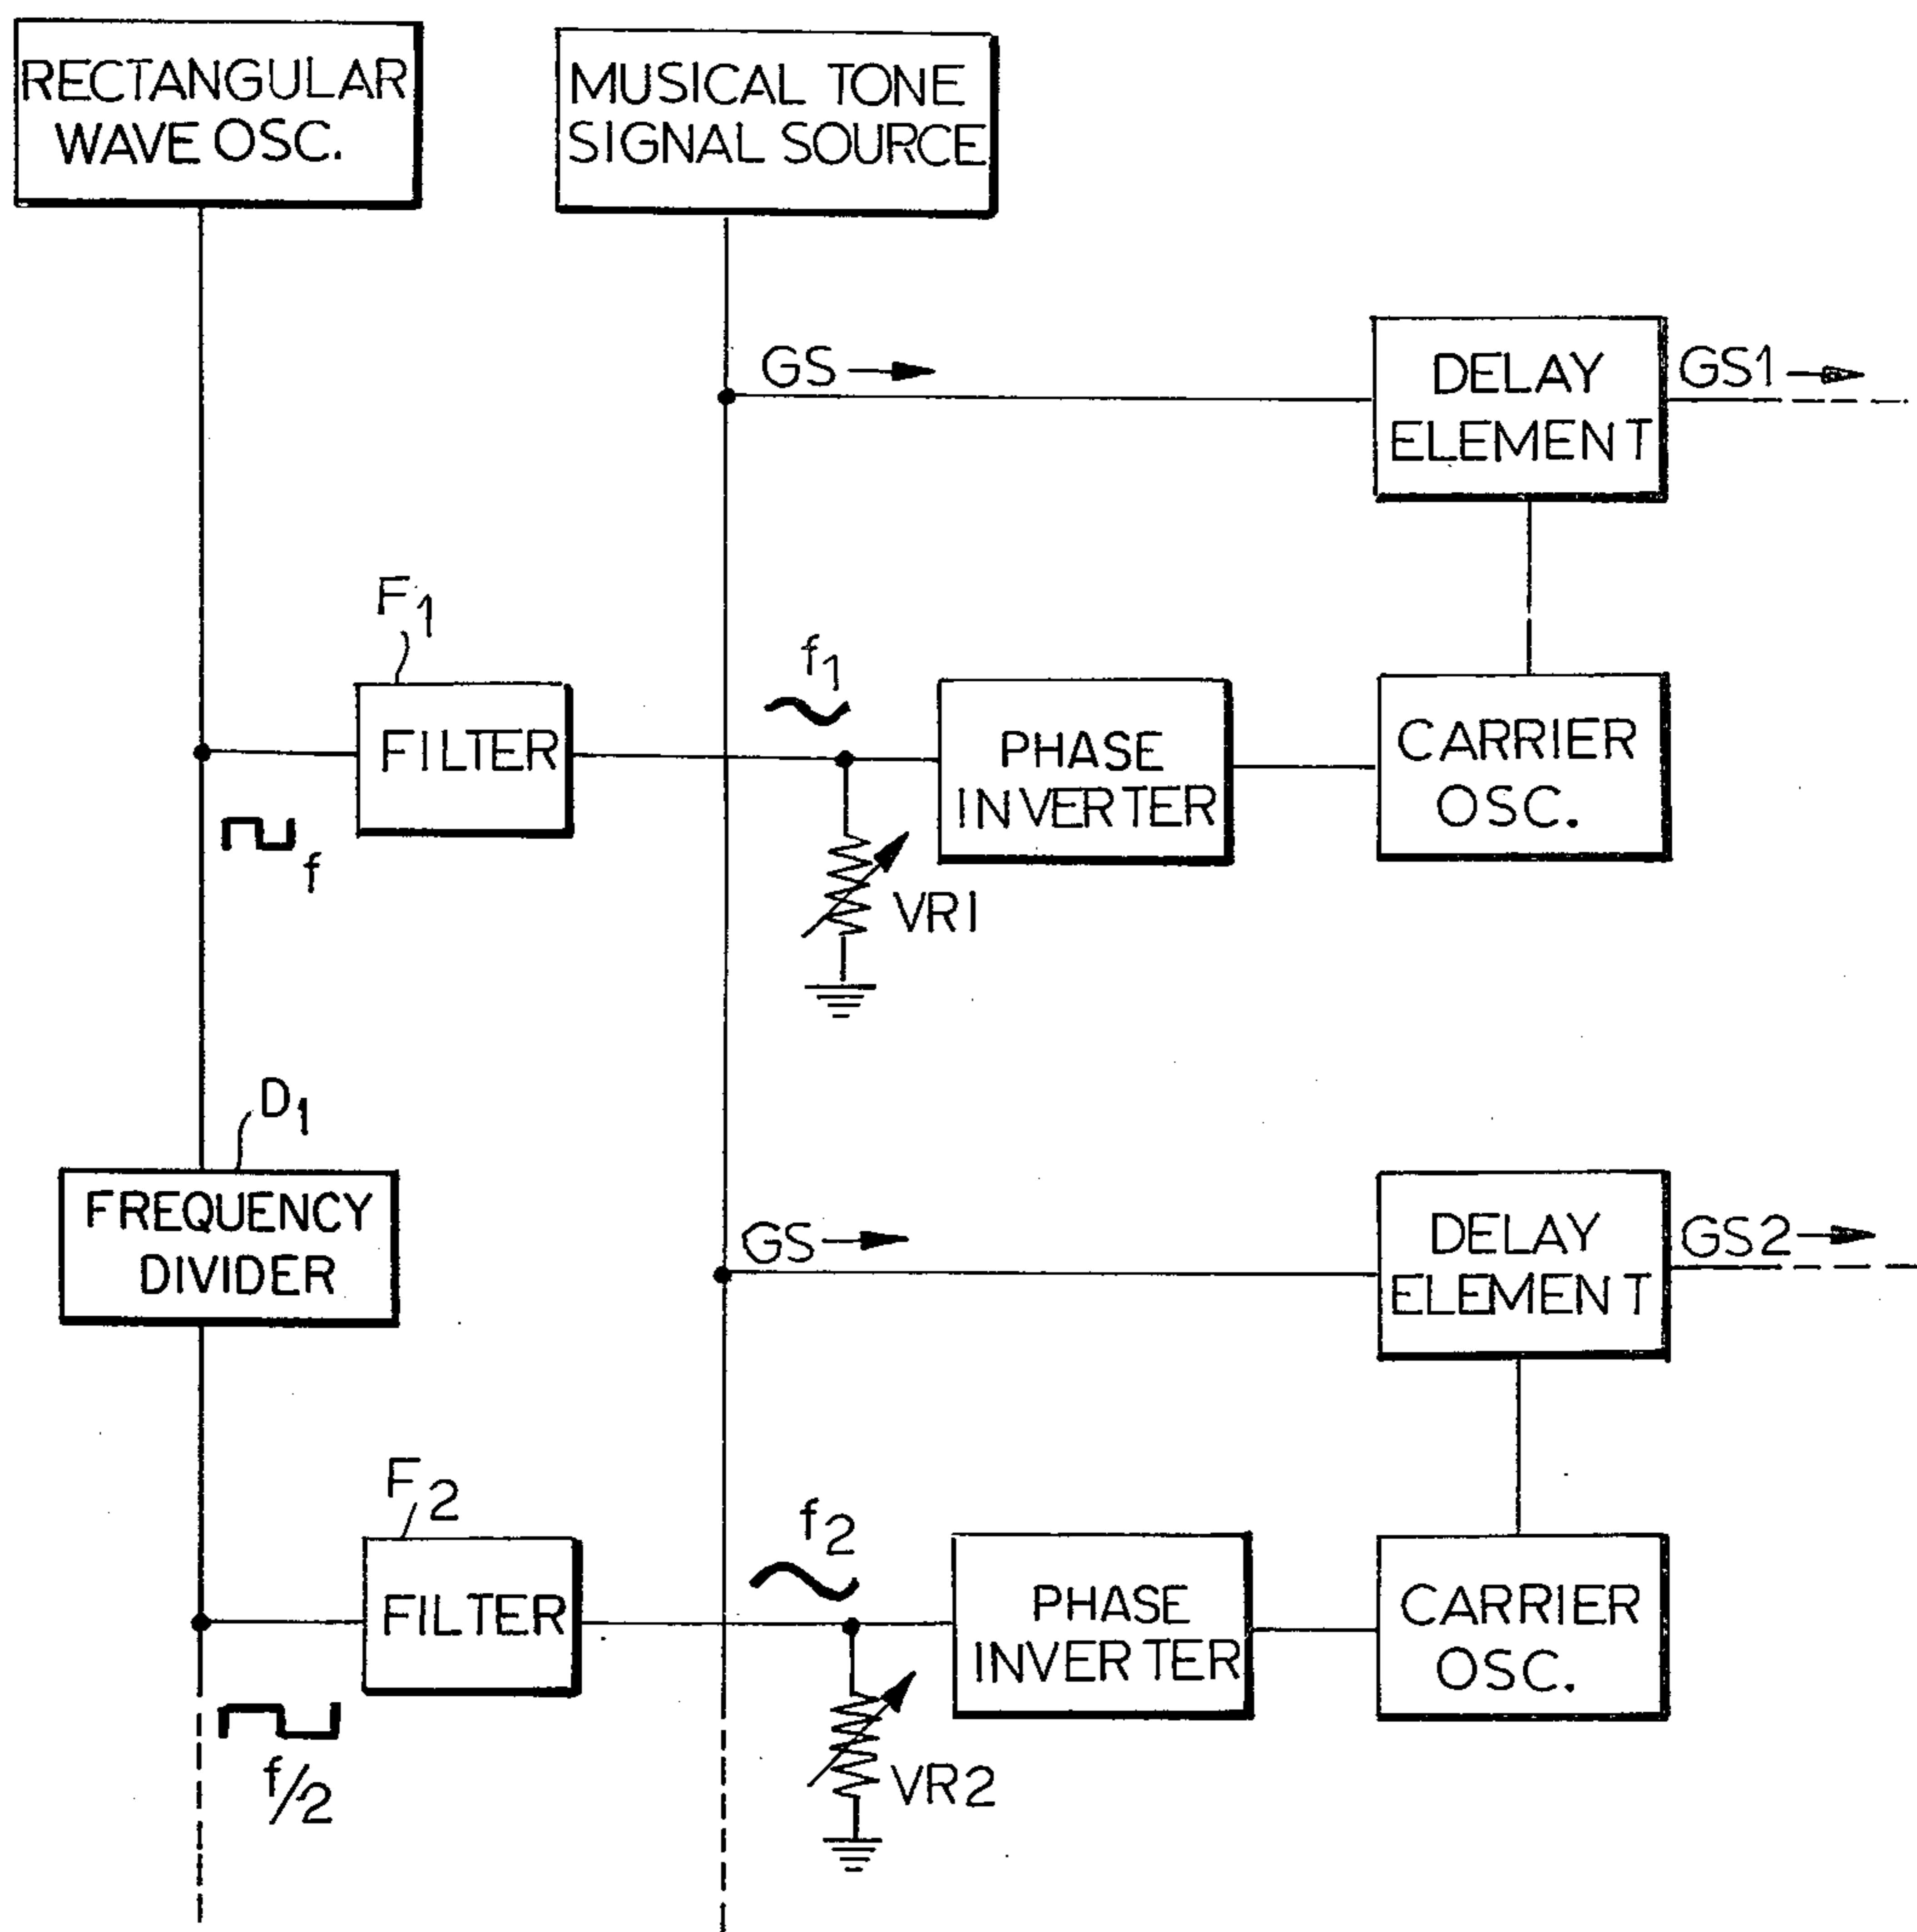 RECTANGULAR
WAVE OSC.
MUSICAL TONE
SIGNAL SOURCE
GS
DELAY
ELEMENT
GS1
F1
FILTER
f1
PHASE
INVERTER
CARRIER
OSC.
f
VR1
D1
FREQUENCY
DIVIDER
GS
DELAY
ELEMENT
GS2
F2
FILTER
f2
PHASE
INVERTER
CARRIER
OSC.
f/2
VR2